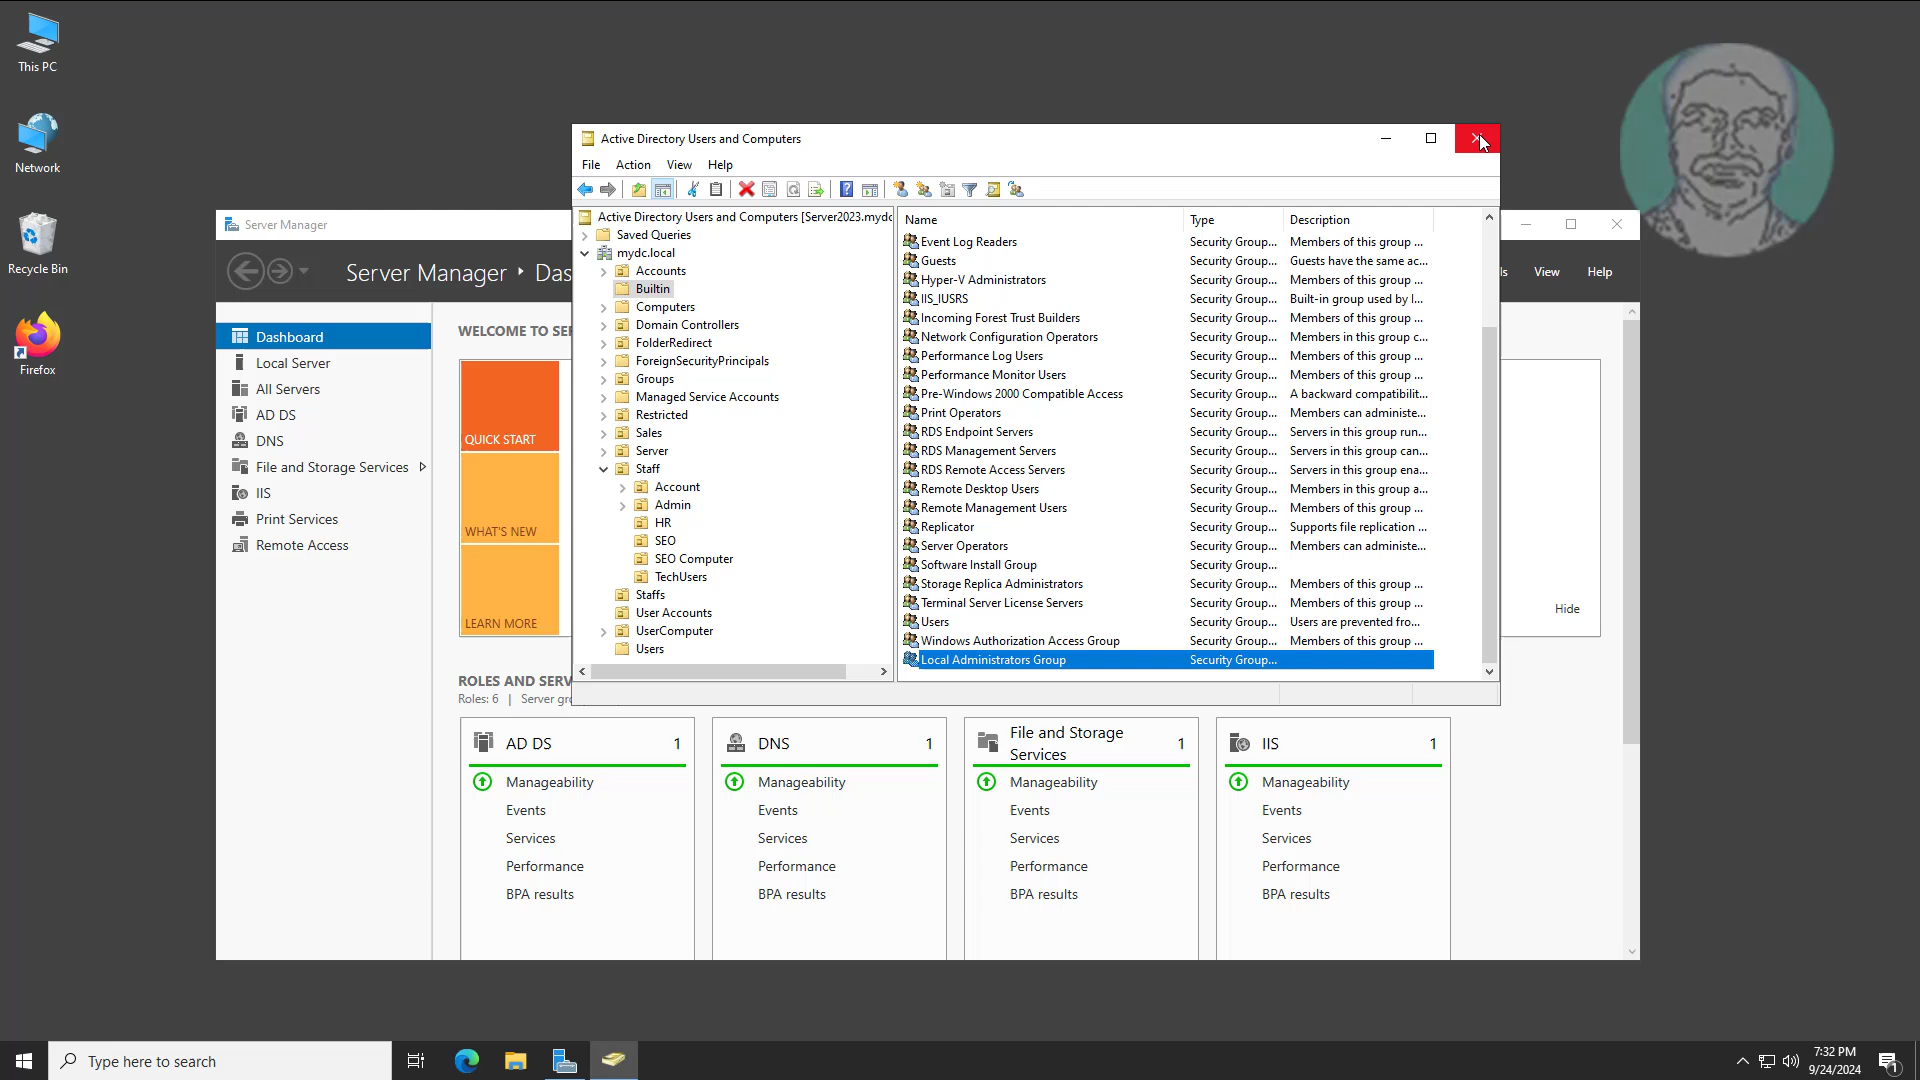 This PC
Network
Recycle Bin
Firefox
Active Directory Users and Computers
File Action View Help
Active Directory Users and Computers [Server2023.mydc
Saved Queries
mydc.local
Accounts
Builtin
Computers
Domain Controllers
FolderRedirect
ForeignSecurityPrincipals
Groups
Managed Service Accounts
Restricted
Sales
Server
Staff
Account
Admin
HR
SEO
SEO Computer
TechUsers
Staffs
User Accounts
UserComputer
Users
Name Type Description
Event Log Readers Security Group... Members of this group ...
Guests Security Group... Guests have the same ac...
Hyper-V Administrators Security Group... Members of this group ...
IIS_IUSRS Security Group... Built-in group used by I...
Incoming Forest Trust Builders Security Group... Members of this group ...
Network Configuration Operators Security Group... Members in this group c...
Performance Log Users Security Group... Members of this group ...
Performance Monitor Users Security Group... Members of this group ...
Pre-Windows 2000 Compatible Access Security Group... A backward compatibilit...
Print Operators Security Group... Members can administe...
RDS Endpoint Servers Security Group... Servers in this group run...
RDS Management Servers Security Group... Servers in this group can...
RDS Remote Access Servers Security Group... Servers in this group ena...
Remote Desktop Users Security Group... Members in this group a...
Remote Management Users Security Group... Members of this group ...
Replicator Security Group... Supports file replication ...
Server Operators Security Group... Members can administe...
Software Install Group Security Group...
Storage Replica Administrators Security Group... Members of this group ...
Terminal Server License Servers Security Group... Members of this group ...
Users Security Group... Users are prevented fro...
Windows Authorization Access Group Security Group... Members of this group ...
Local Administrators Group Security Group...
Server Manager
Server Manager ‣ Das
ls View Help
Dashboard
Local Server
All Servers
AD DS
DNS
File and Storage Services
IIS
Print Services
Remote Access
WELCOME TO SER
QUICK START
WHAT'S NEW
LEARN MORE
Hide
ROLES AND SERV
Roles: 6 | Server gr
AD DS 1
Manageability
Events
Services
Performance
BPA results
DNS 1
Manageability
Events
Services
Performance
BPA results
File and Storage
Services 1
Manageability
Events
Services
Performance
BPA results
IIS 1
Manageability
Events
Services
Performance
BPA results
Type here to search
7:32 PM
9/24/2024
1